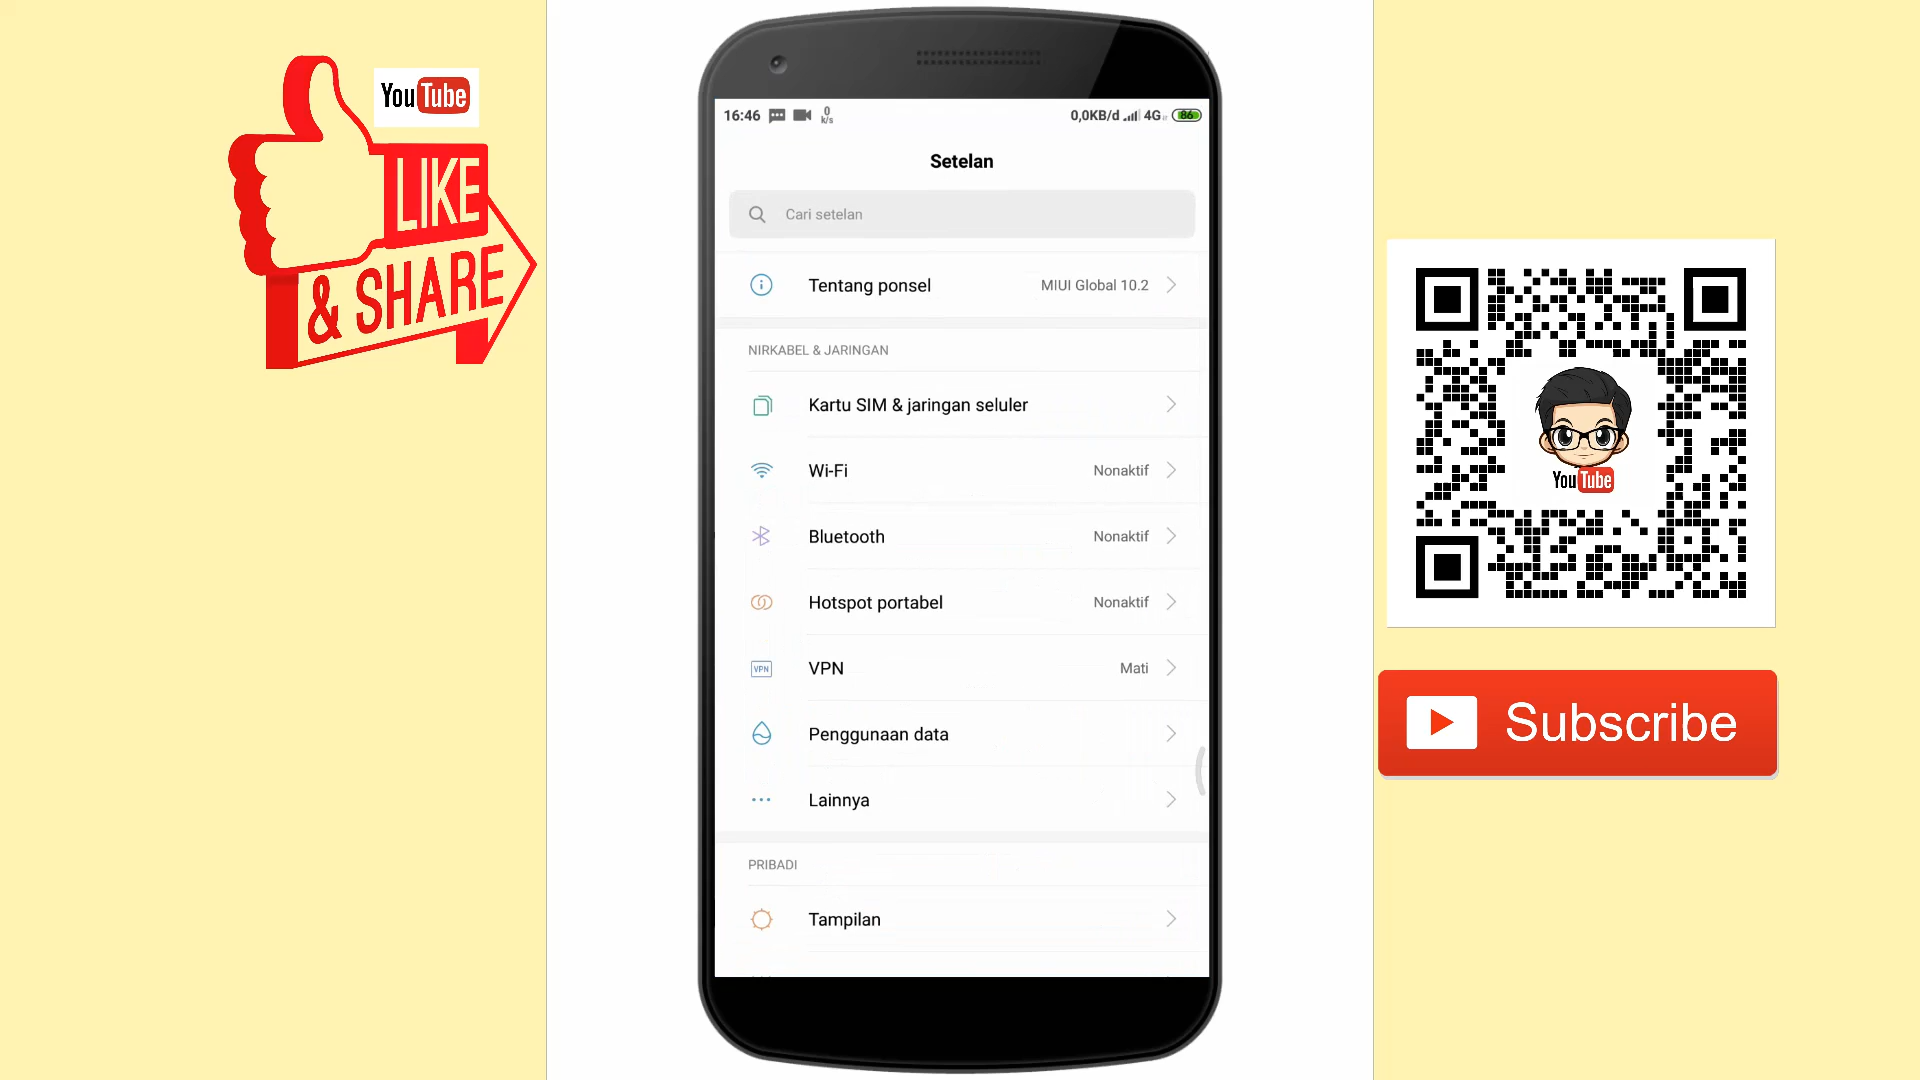 YouTube
LIKE
& SHARE
16:46 0 k/s 0,0KB/d 4G 86
Setelan
Cari setelan
Tentang ponsel MIUI Global 10.2
NIRKABEL & JARINGAN
Kartu SIM & jaringan seluler
Wi-Fi Nonaktif
Bluetooth Nonaktif
Hotspot portabel Nonaktif
VPN VPN Mati
Penggunaan data
Lainnya
PRIBADI
Tampilan
YouTube
Subscribe